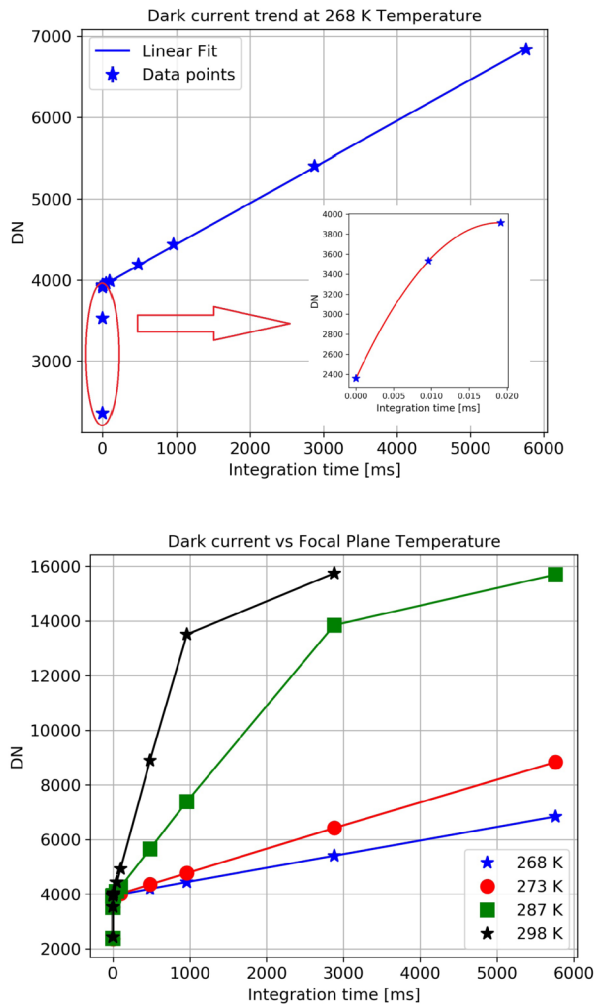 Dark current trend at 268 K Temperature
7000
6000
5000
4000
3000
DN
Linear Fit
Data points
4000
3800
3600
3400
3200
3000
2800
2600
2400
DN
0.000 0.005 0.010 0.015 0.020
Integration time [ms]
0 1000 2000 3000 4000 5000 6000
Integration time [ms]
Dark current vs Focal Plane Temperature
16000
14000
12000
10000
8000
6000
4000
2000
DN
268 K
273 K
287 K
298 K
0 1000 2000 3000 4000 5000 6000
Integration time [ms]